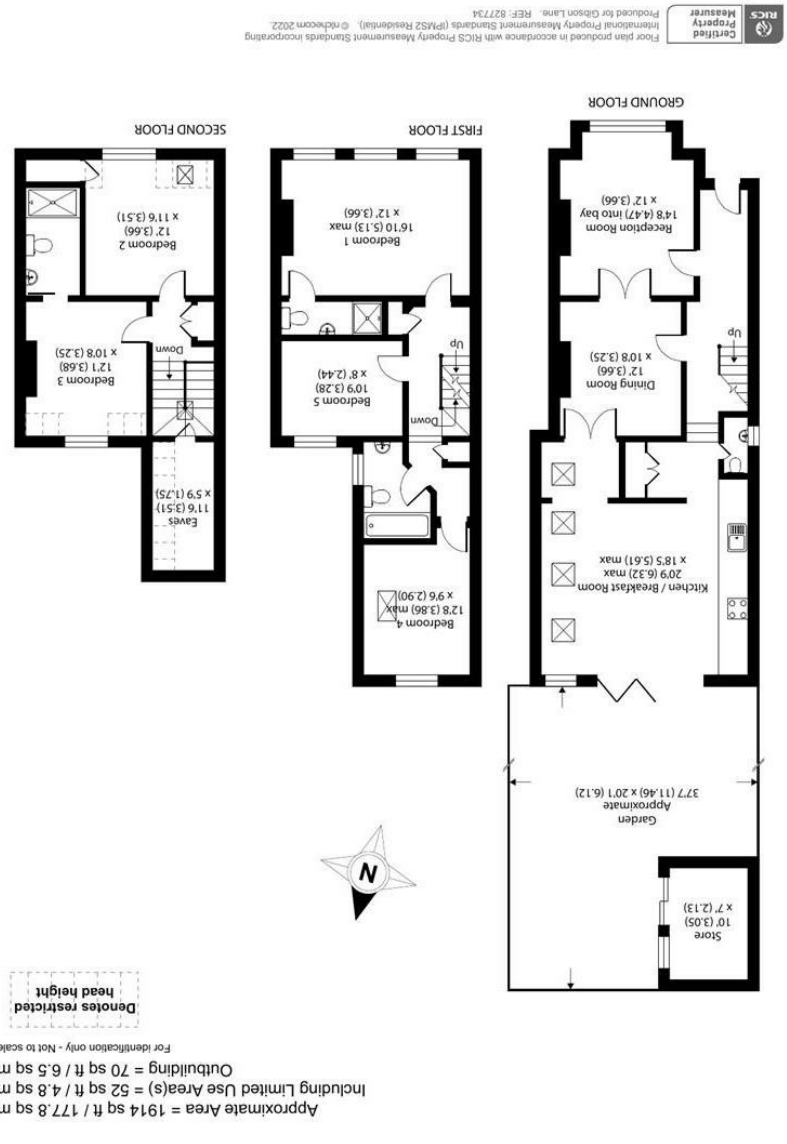 Approximate Area = 1914 sq ft / 177.8 sq m
Including Limited Use Area(s) = 52 sq ft / 4.8 sq m
Outbuilding = 70 sq ft / 6.5 sq m
For identification only - Not to scale
Denotes restricted
head height
Store
10' (3.05)
x 7' (2.13)
N
Garden
Approximate
37'7 (11.46) x 20'1 (6.12)
Kitchen / Breakfast Room
20'9 (6.32) max
x 18'5 (5.61) max
Dining Room
12' (3.66)
x 10'8 (3.25)
Up
Reception Room
14'8 (4.47) into bay
x 12' (3.66)
GROUND FLOOR
Bedroom 4
12'8 (3.86) max
x 9'6 (2.90)
Down
Bedroom 5
10'9 (3.28)
x 8' (2.44)
Up
Bedroom 1
16'10 (5.13) max
x 12' (3.66)
FIRST FLOOR
Eaves
11'6 (3.51)
x 5'9 (1.75)
Bedroom 3
12'1 (3.68)
x 10'8 (3.25)
Down
Bedroom 2
12' (3.66)
x 11'6 (3.51)
SECOND FLOOR
RICS
Certified
Property
Measurer
Floor plan produced in accordance with RICS Property Measurement Standards incorporating
International Property Measurement Standards (IPMS2 Residential). © nichecom 2022.
Produced for Gibson Lane. REF: 827734